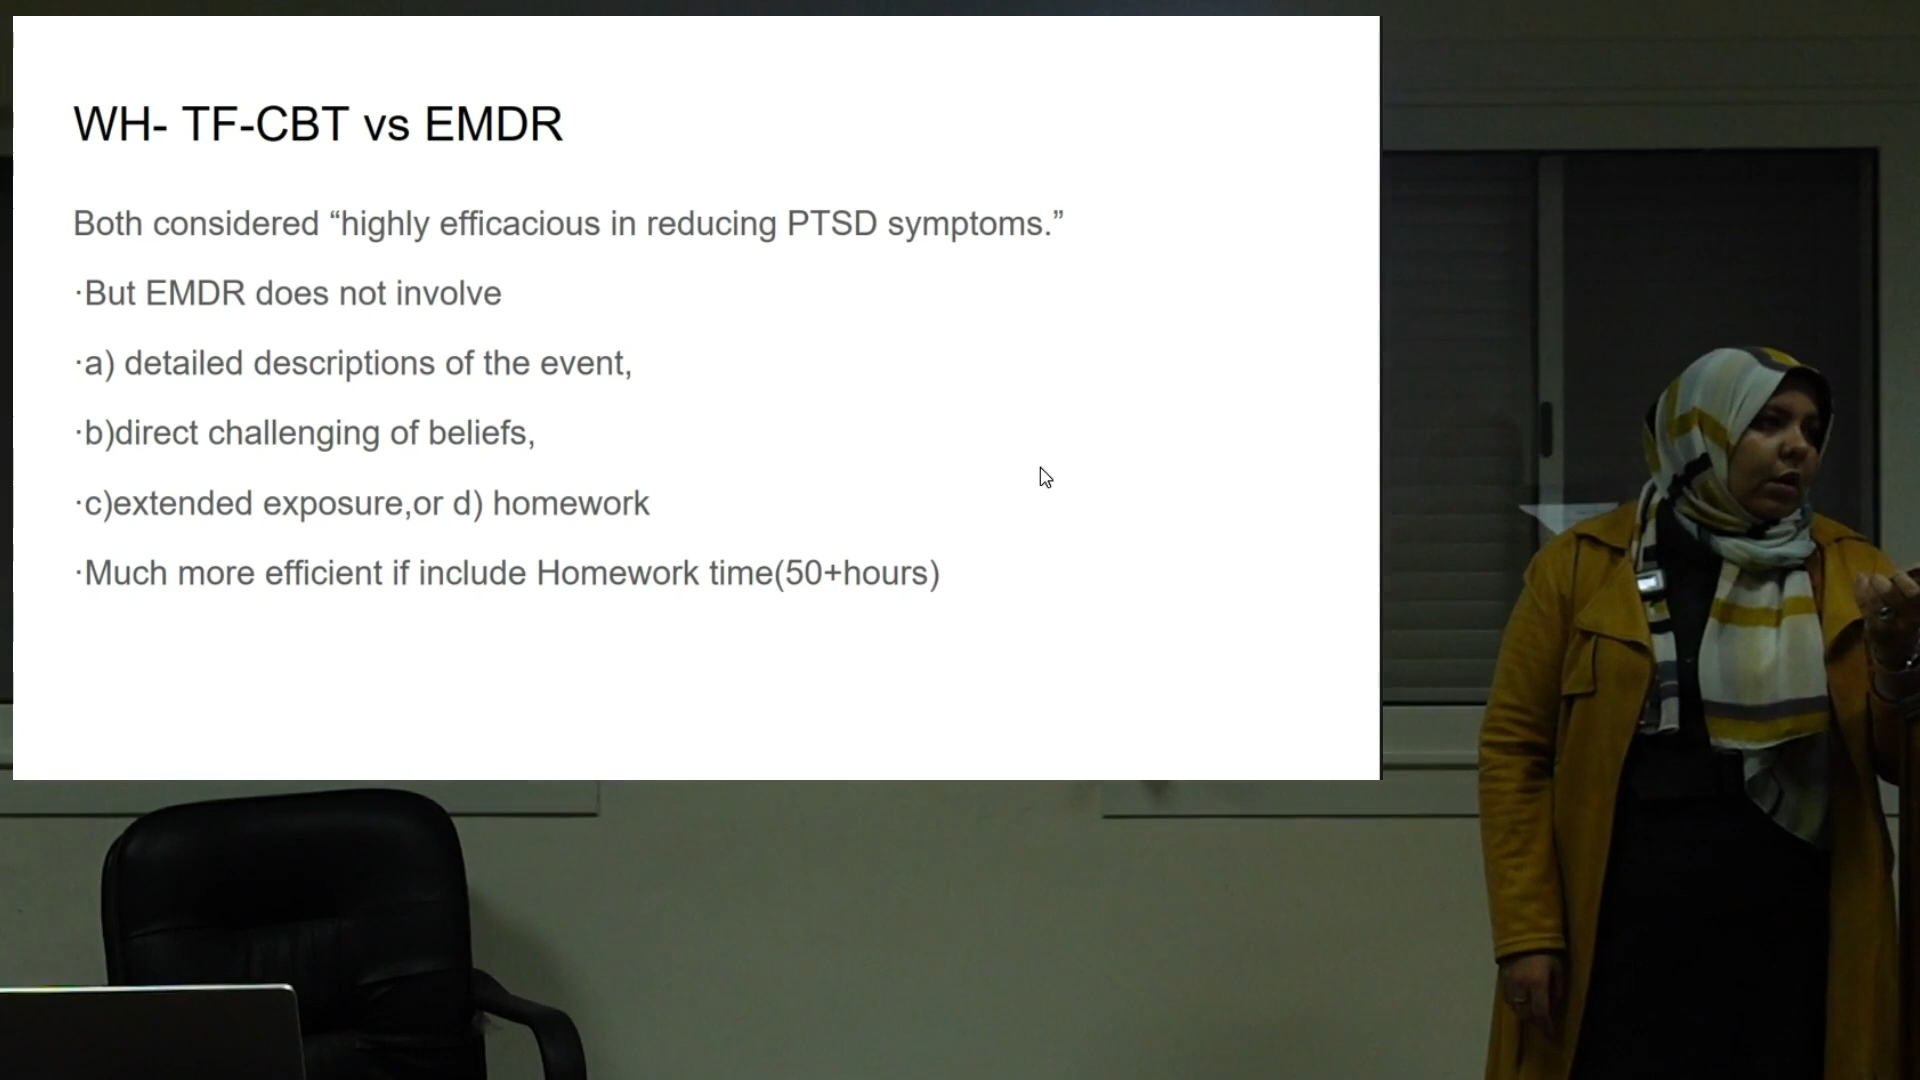 WH- TF-CBT vs EMDR
Both considered “highly efficacious in reducing PTSD symptoms.”
·But EMDR does not involve
·a) detailed descriptions of the event,
·b)direct challenging of beliefs,
·c)extended exposure,or d) homework
·Much more efficient if include Homework time(50+hours)